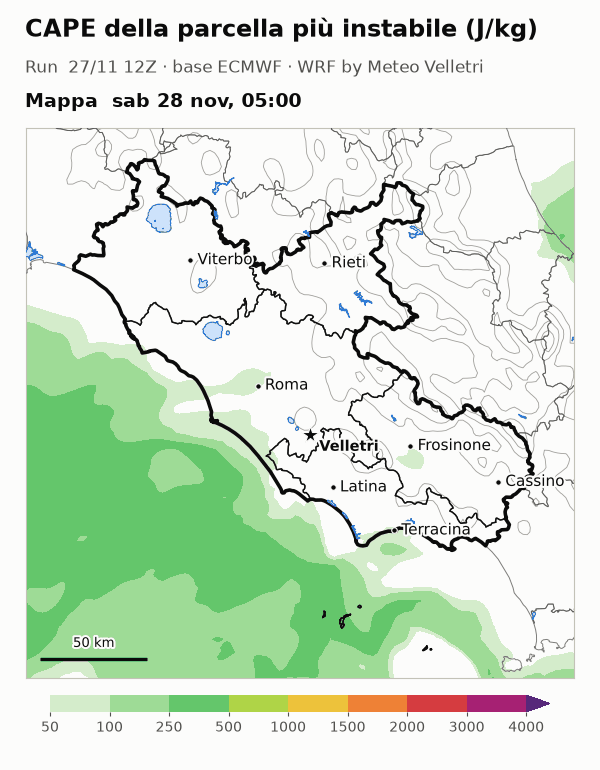 CAPE della parcella più instabile (J/kg)
Run  27/11 12Z · base ECMWF · WRF by Meteo Velletri
Mappa  sab 28 nov, 05:00
Viterbo
Rieti
Roma
Velletri
Frosinone
Cassino
Latina
Terracina
50 km
50 100 250 500 1000 1500 2000 3000 4000